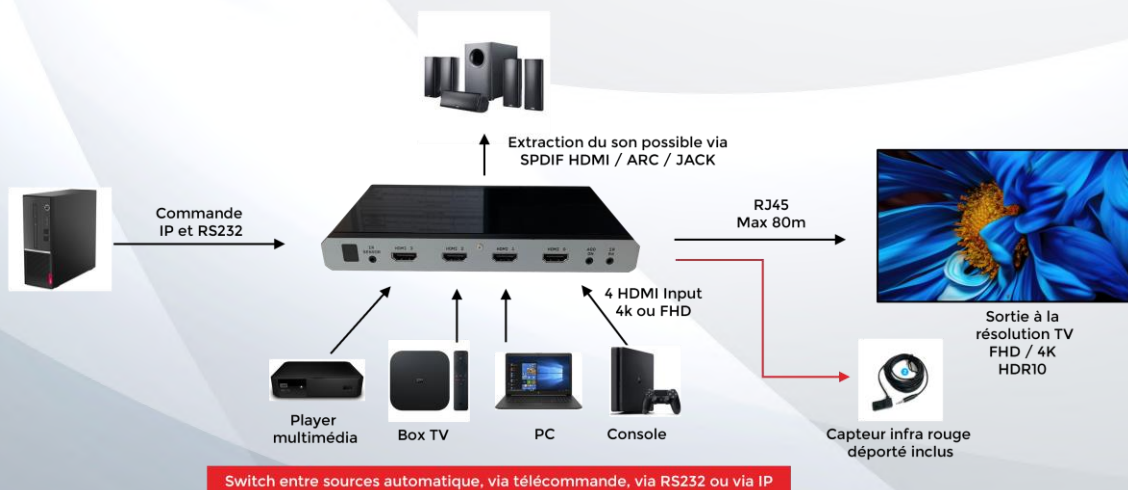 Extraction du son possible via
SPDIF HDMI / ARC / JACK
Commande
IP et RS232
RJ45
Max 80m
4 HDMI Input
4k ou FHD
Sortie à la
résolution TV
FHD / 4K
HDR10
Player
multimédia
Box TV
PC
Console
Capteur infra rouge
déporté inclus
Switch entre sources automatique, via télécommande, via RS232 ou via IP